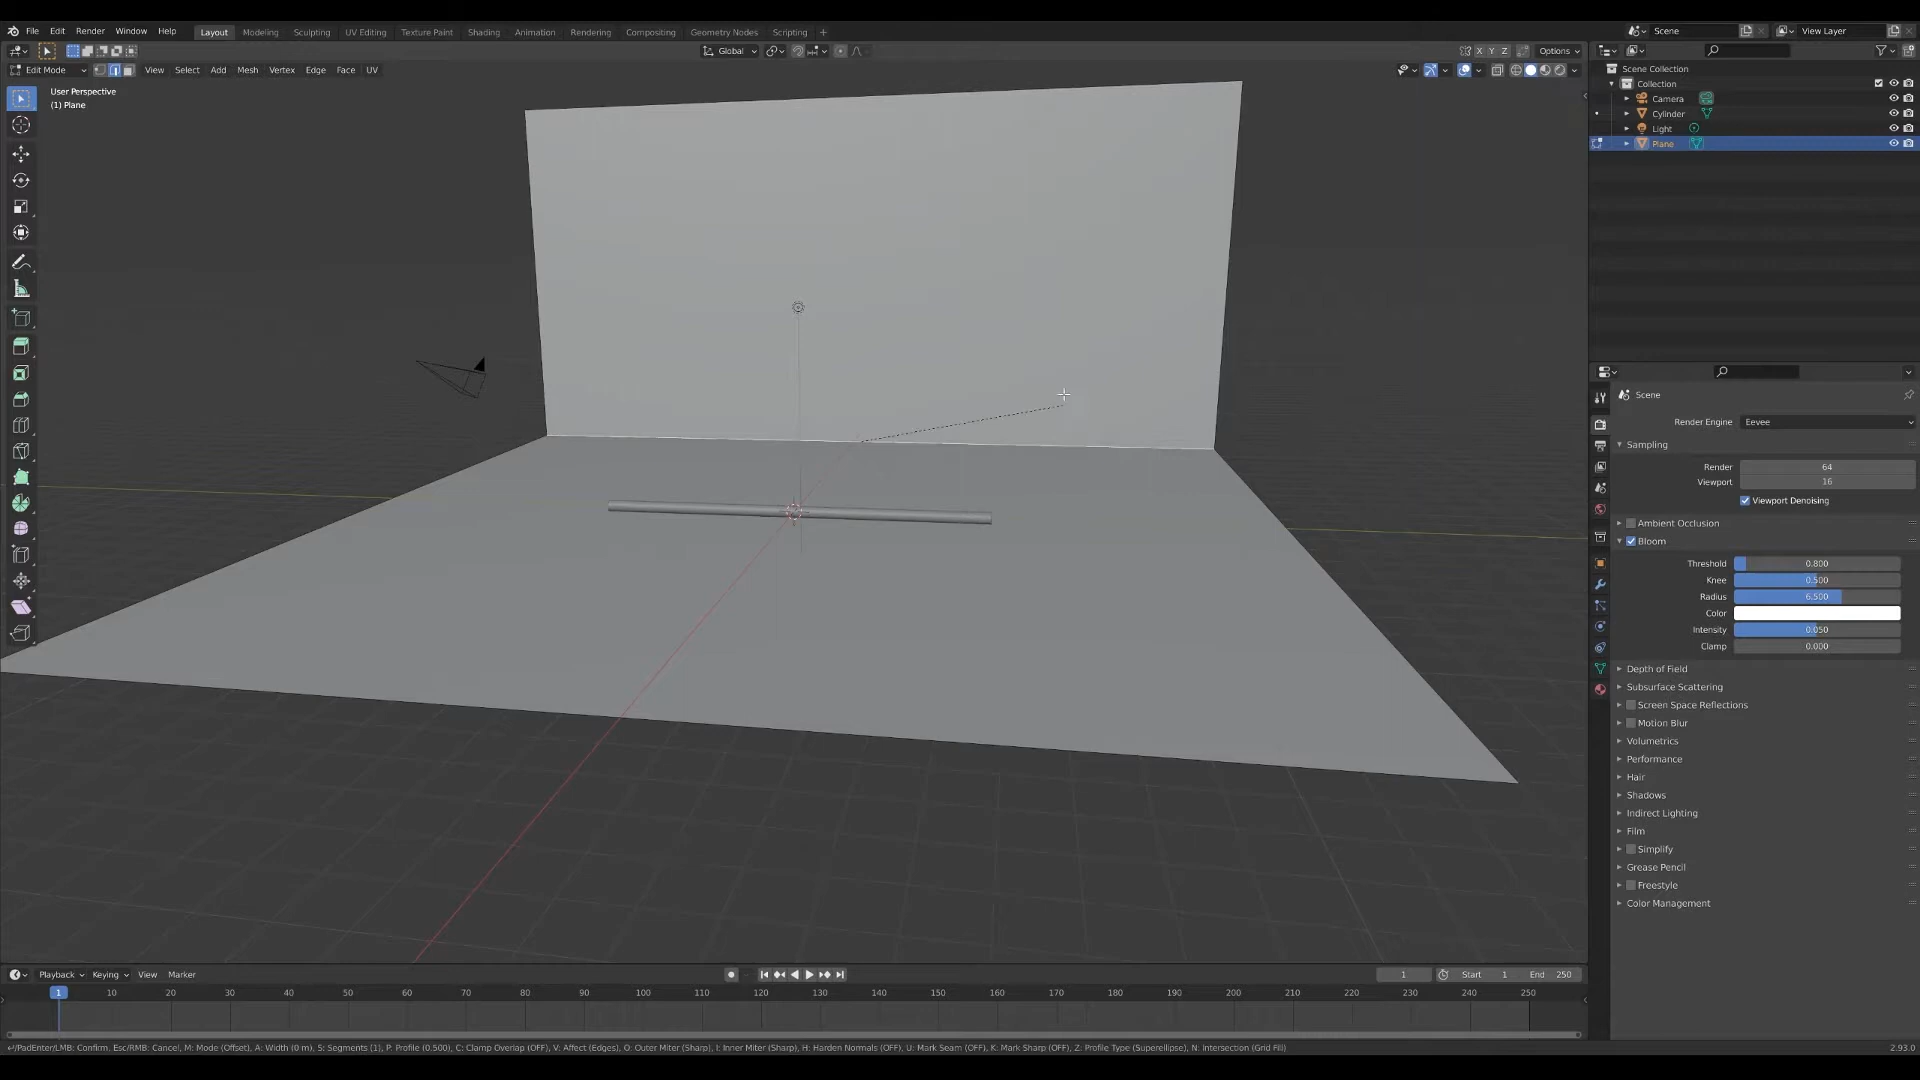 File Edit Render Window Help Layout Modeling Sculpting UV Editing Texture Paint Shading Animation Rendering Compositing Geometry Nodes Scripting + Scene View Layer
Global X Y Z Options
Edit Mode View Select Add Mesh Vertex Edge Face UV
User Perspective
(1) Plane
Scene Collection
Collection
Camera
Cylinder
Light
Plane
Scene
Render Engine Eevee
Sampling
Render 64
Viewport 16
Viewport Denoising
Ambient Occlusion
Bloom
Threshold 0.800
Knee 0.500
Radius 6.500
Color
Intensity 0.050
Clamp 0.000
Depth of Field
Subsurface Scattering
Screen Space Reflections
Motion Blur
Volumetrics
Performance
Hair
Shadows
Indirect Lighting
Film
Simplify
Grease Pencil
Freestyle
Color Management
Playback Keying View Marker 1 Start 1 End 250
1 10 20 30 40 50 60 70 80 90 100 110 120 130 140 150 160 170 180 190 200 210 220 230 240 250
↵/PadEnter/LMB: Confirm, Esc/RMB: Cancel, M: Mode (Offset), A: Width (0 m), S: Segments (1), P: Profile (0.500), C: Clamp Overlap (OFF), V: Affect (Edges), O: Outer Miter (Sharp), I: Inner Miter (Sharp), H: Harden Normals (OFF), U: Mark Seam (OFF), K: Mark Sharp (OFF), Z: Profile Type (Superellipse), N: Intersection (Grid Fill) 2.93.0